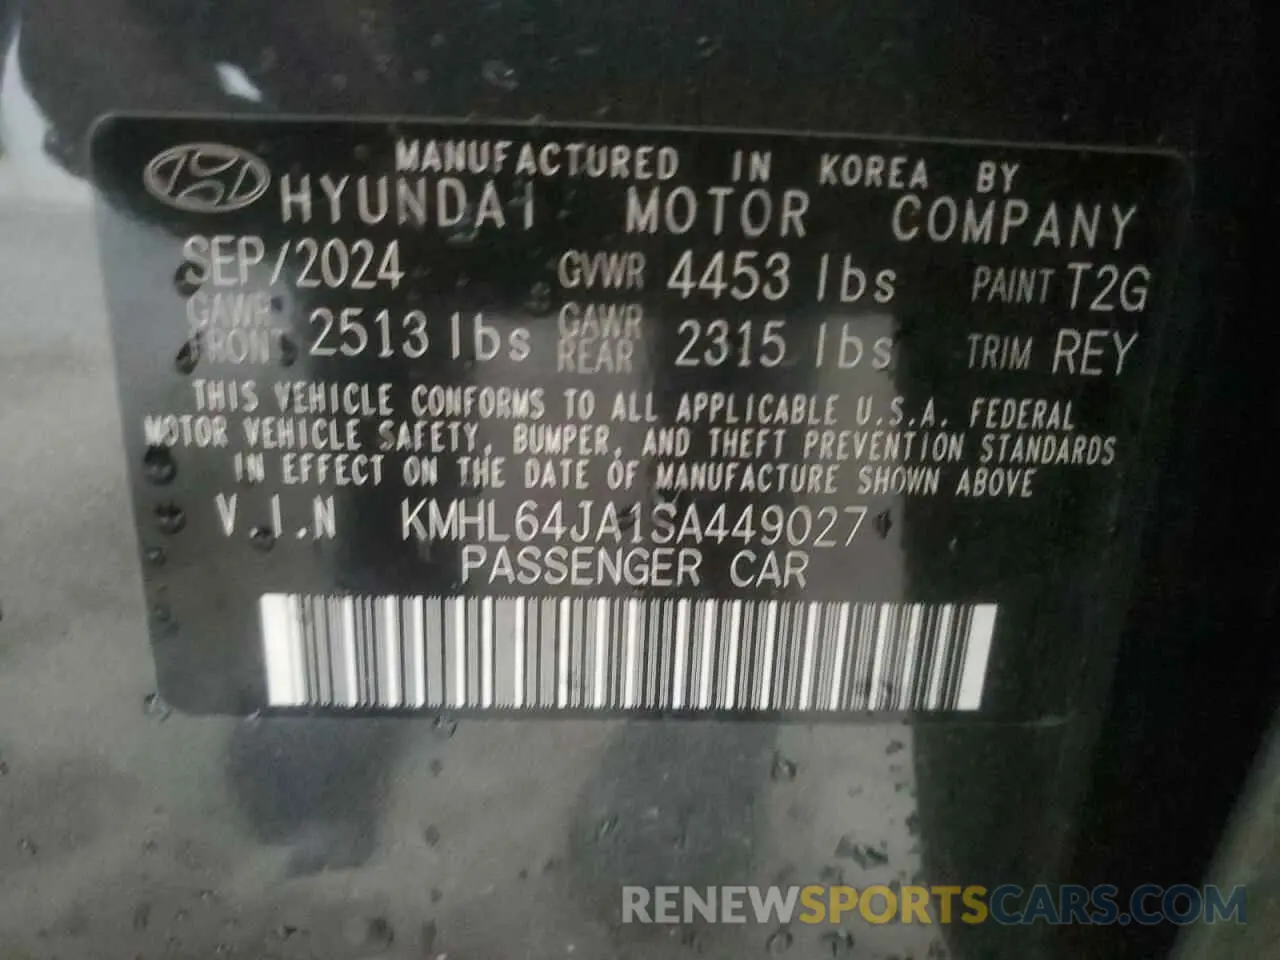 MANUFACTURED IN KOREA BY
HYUNDAI MOTOR COMPANY
SEP/2024 GVWR 4453 lbs PAINT T2G
GAWR FRONT 2513 lbs GAWR REAR 2315 lbs TRIM REY
THIS VEHICLE CONFORMS TO ALL APPLICABLE U.S.A. FEDERAL
MOTOR VEHICLE SAFETY, BUMPER, AND THEFT PREVENTION STANDARDS
IN EFFECT ON THE DATE OF MANUFACTURE SHOWN ABOVE
V.I.N KMHL64JA1SA449027
PASSENGER CAR
RENEWSPORTSCARS.COM